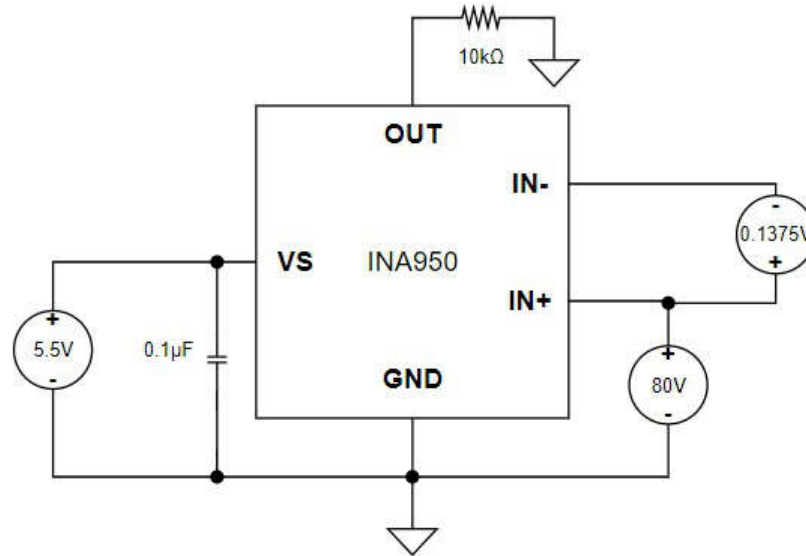 10kΩ
OUT
IN-
-
0.1375V
+
VS
INA950
IN+
+
5.5V
-
0.1µF
+
80V
-
GND